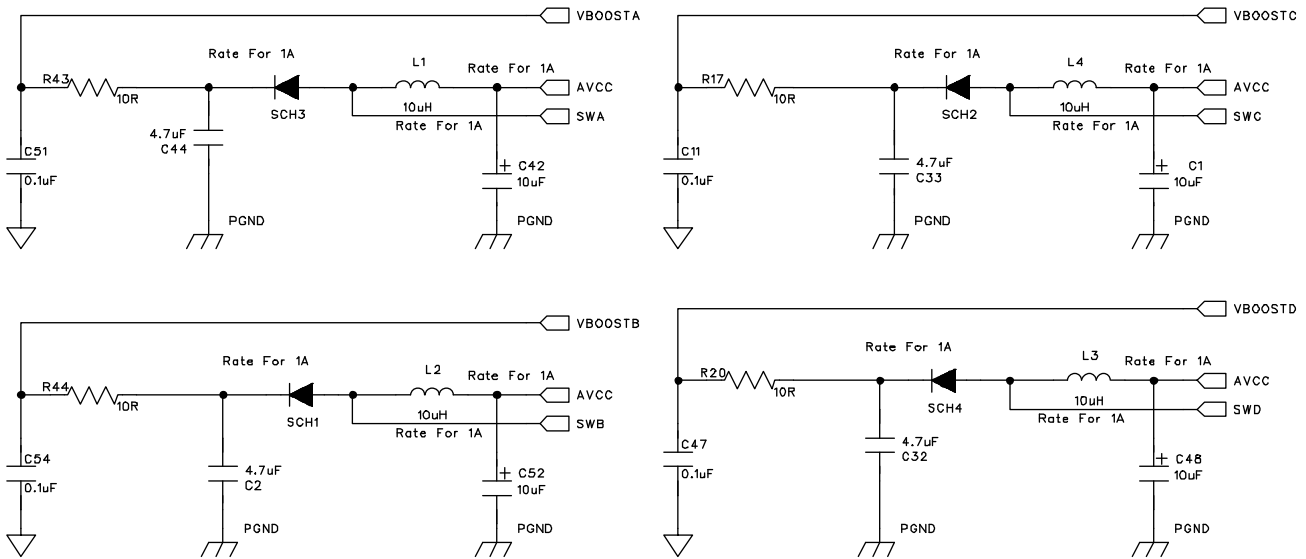 VBOOSTA
Rate For 1A
L1
Rate For 1A
R43
10R
SCH3
10uH
AVCC
Rate For 1A
SWA
4.7uF
C44
C51
0.1uF
+ C42
10uF
PGND
PGND
VBOOSTC
Rate For 1A
L4
Rate For 1A
R17
10R
SCH2
10uH
AVCC
Rate For 1A
SWC
C11
0.1uF
4.7uF
C33
+ C1
10uF
PGND
PGND
VBOOSTB
Rate For 1A
L2
Rate For 1A
R44
10R
SCH1
10uH
AVCC
Rate For 1A
SWB
C54
0.1uF
4.7uF
C2
+ C52
10uF
PGND
PGND
VBOOSTD
Rate For 1A
L3
Rate For 1A
R20
10R
SCH4
10uH
AVCC
Rate For 1A
SWD
C47
0.1uF
4.7uF
C32
+ C48
10uF
PGND
PGND